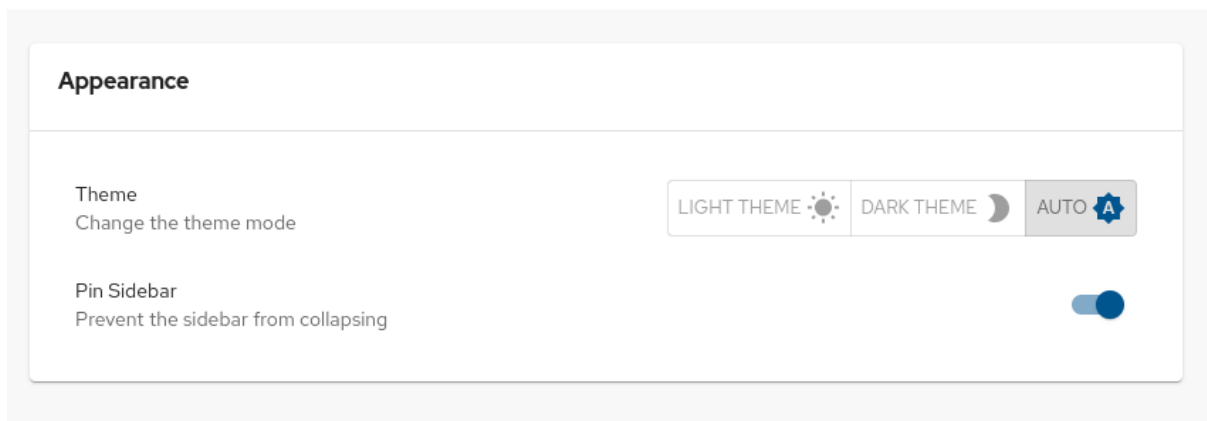 Appearance
Theme
Change the theme mode
LIGHT THEME DARK THEME AUTO A
Pin Sidebar
Prevent the sidebar from collapsing